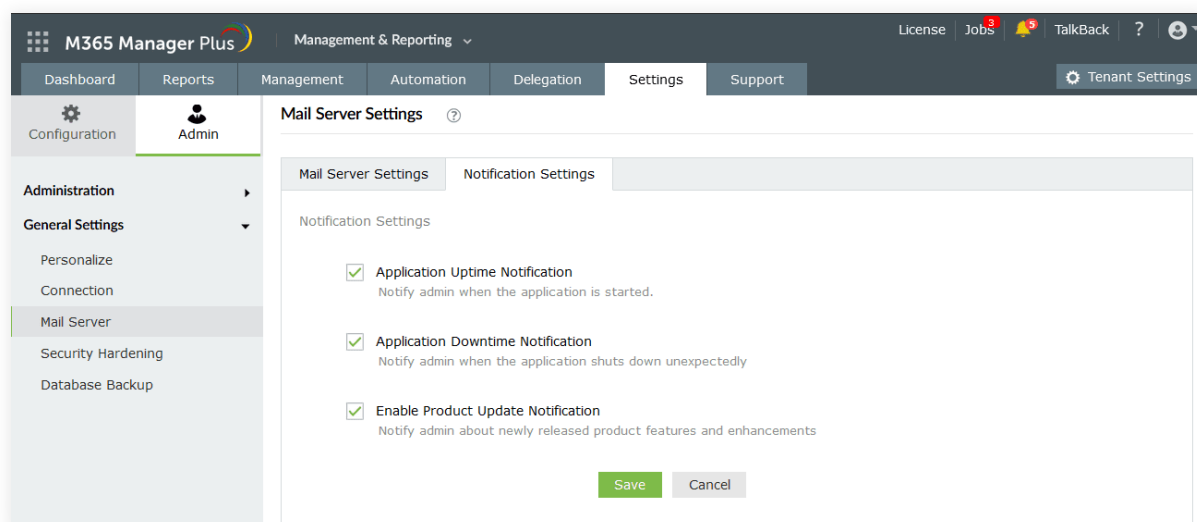 License Jobs 3 5 TalkBack ?
M365 Manager Plus Management & Reporting
Dashboard Reports Management Automation Delegation Settings Support Tenant Settings
Configuration Admin
Mail Server Settings ?
Mail Server Settings Notification Settings
Administration
General Settings
Personalize
Connection
Mail Server
Security Hardening
Database Backup
Notification Settings
Application Uptime Notification
Notify admin when the application is started.
Application Downtime Notification
Notify admin when the application shuts down unexpectedly
Enable Product Update Notification
Notify admin about newly released product features and enhancements
Save Cancel